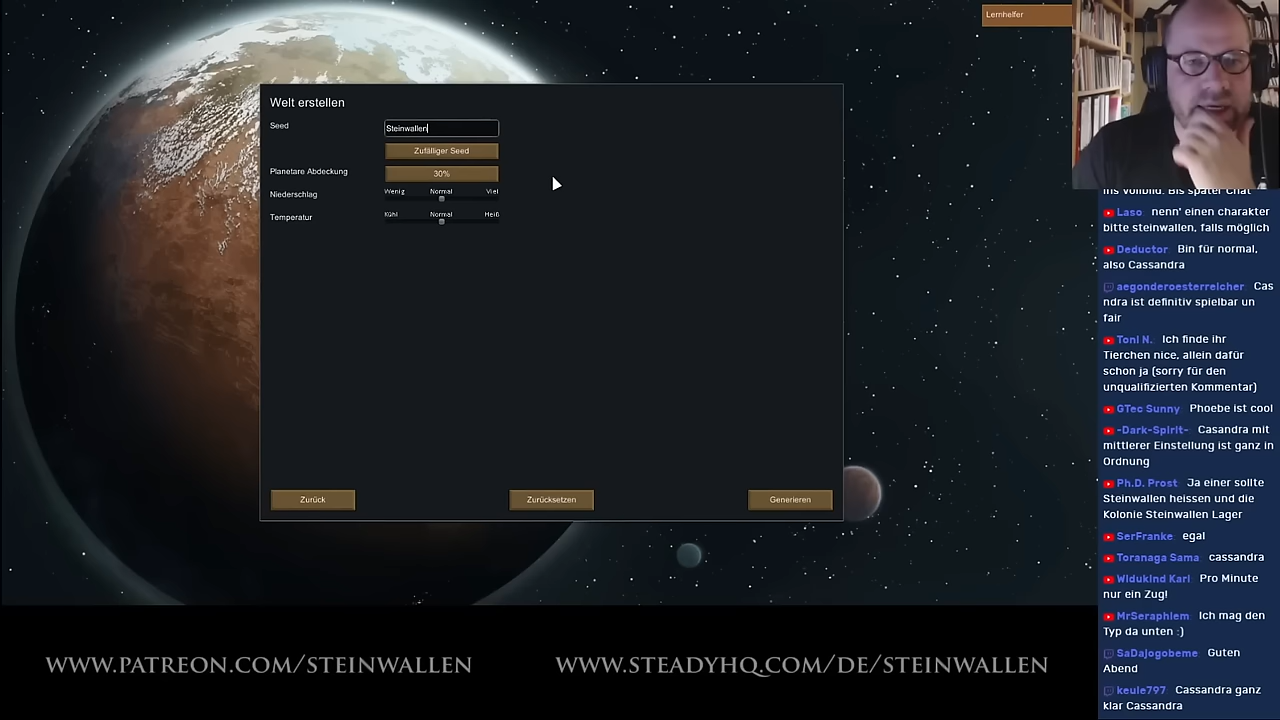 Lernhelfer
Welt erstellen
Seed
Steinwallen
Zufälliger Seed
Planetare Abdeckung
30%
Niederschlag
Wenig Normal Viel
Temperatur
Kühl Normal Heiß
Zurück
Zurücksetzen
Generieren
WWW.PATREON.COM/STEINWALLEN
WWW.STEADYHQ.COM/DE/STEINWALLEN
ins Vollbild. Bis später Chat
Laso nenn' einen charakter
bitte steinwallen, falls möglich
Deductor Bin für normal,
also Cassandra
aegonderoesterreicher Cas
ndra ist definitiv spielbar un
fair
Toni N. Ich finde ihr
Tierchen nice, allein dafür
schon ja (sorry für den
unqualifizierten Kommentar)
GTec Sunny Phoebe ist cool
-Dark-Spirit- Casandra mit
mittlerer Einstellung ist ganz in
Ordnung
Ph.D. Prost Ja einer sollte
Steinwallen heissen und die
Kolonie Steinwallen Lager
SerFranke egal
Toranaga Sama cassandra
Widukind Karl Pro Minute
nur ein Zug!
MrSeraphiem Ich mag den
Typ da unten :)
SaDajogobeme Guten
Abend
keule797 Cassandra ganz
klar Cassandra